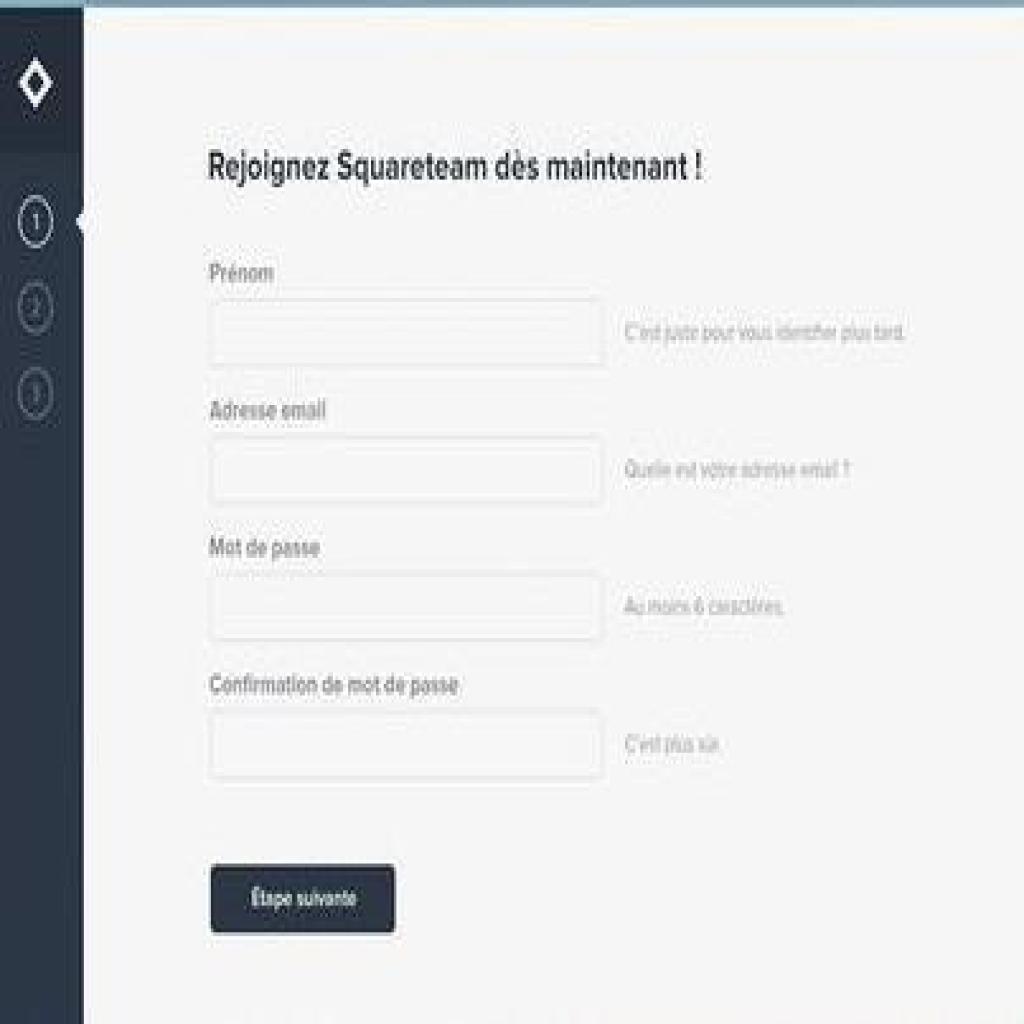 Rejoignez Squareteam dès maintenant !
1
2
3
Prénom
C'est juste pour vous identifier plus tard.
Adresse email
Quelle est votre adresse email ?
Mot de passe
Au moins 6 caractères.
Confirmation de mot de passe
C'est plus sûr.
Étape suivante